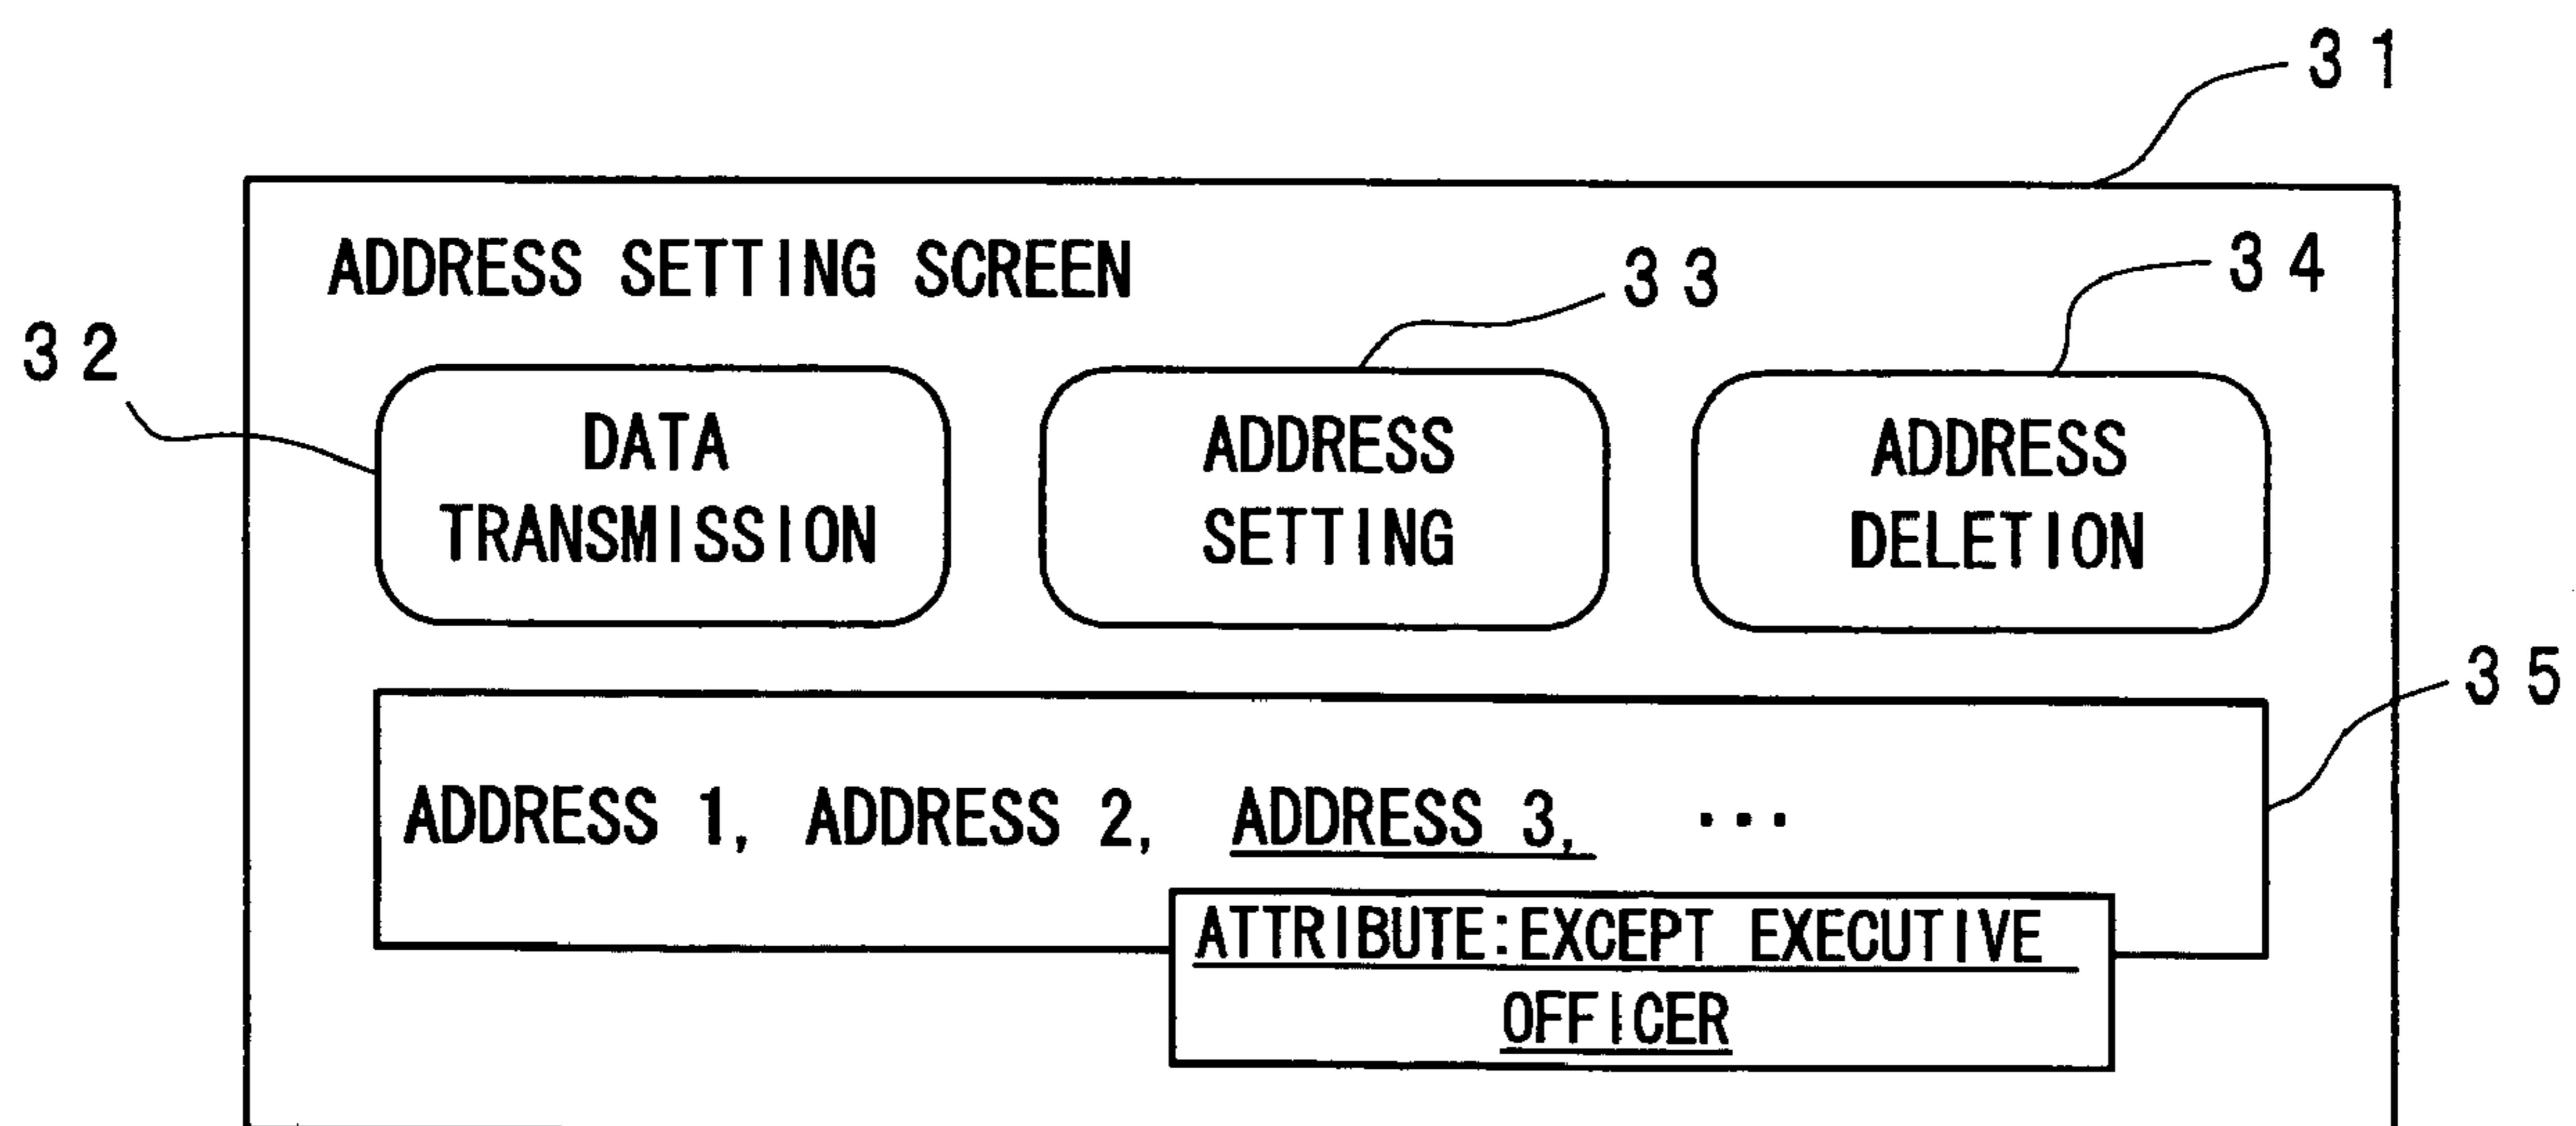 31
ADDRESS SETTING SCREEN
33
34
32
DATA
TRANSMISSION
ADDRESS
SETTING
ADDRESS
DELETION
35
ADDRESS 1, ADDRESS 2, ADDRESS 3, ···
ATTRIBUTE:EXCEPT EXECUTIVE
OFFICER